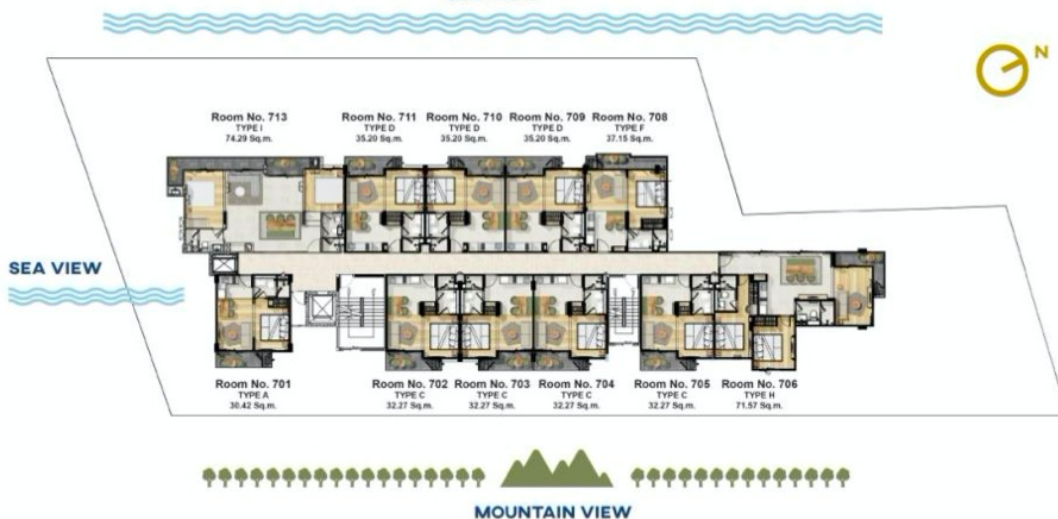 N
Room No. 713
TYPE I
74.29 Sq.m.
Room No. 711
TYPE D
35.20 Sq.m.
Room No. 710
TYPE D
35.20 Sq.m.
Room No. 709
TYPE D
35.20 Sq.m.
Room No. 708
TYPE F
37.15 Sq.m.
SEA VIEW
Room No. 701
TYPE A
30.42 Sq.m.
Room No. 702
TYPE C
32.27 Sq.m.
Room No. 703
TYPE C
32.27 Sq.m.
Room No. 704
TYPE C
32.27 Sq.m.
Room No. 705
TYPE C
32.27 Sq.m.
Room No. 706
TYPE H
71.57 Sq.m.
MOUNTAIN VIEW